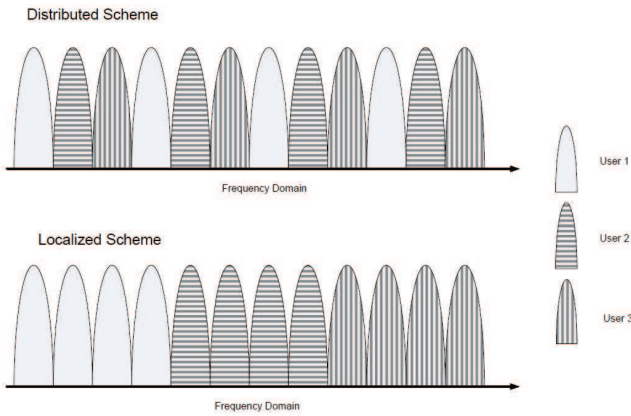 Distributed Scheme
Frequency Domain
User 1
User 2
User 3
Localized Scheme
Frequency Domain